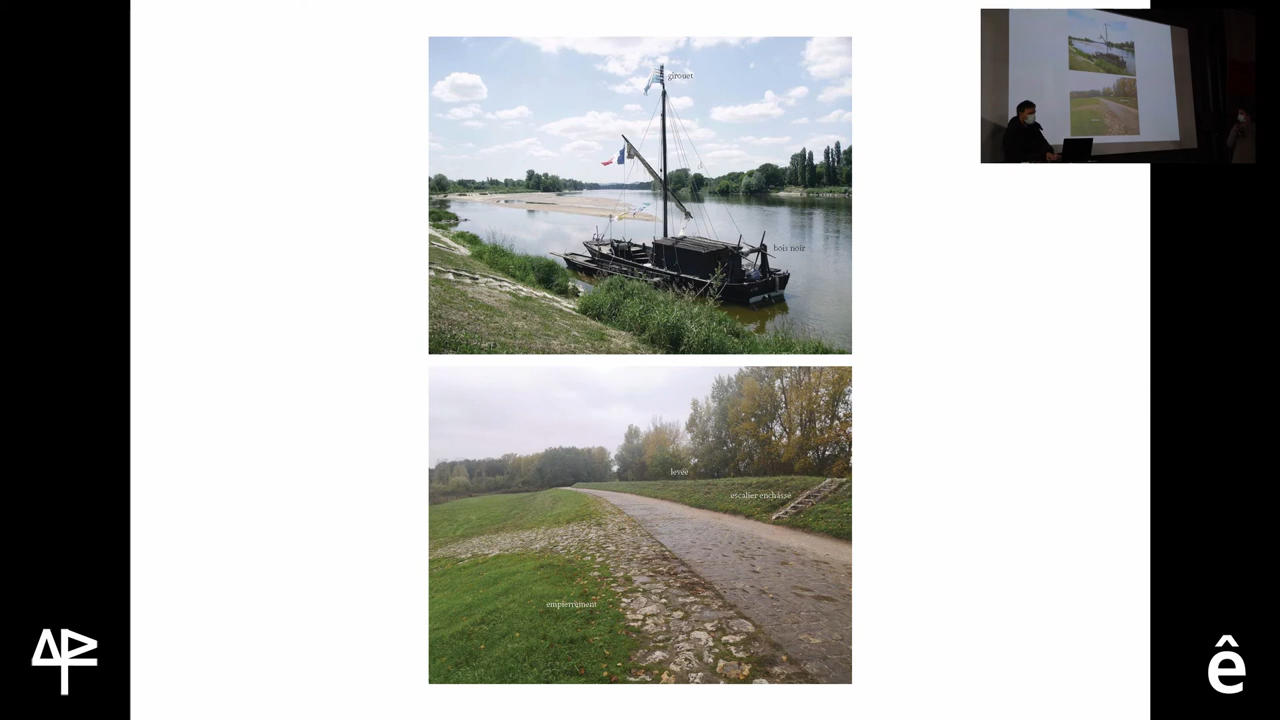 girouet
bois noir
levée
escalier enchâssé
empierrement
ê